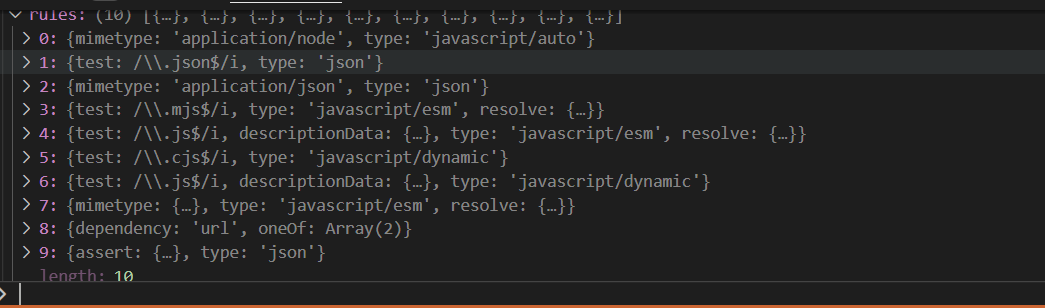 rules: (10) [{…}, {…}, {…}, {…}, {…}, {…}, {…}, {…}, {…}, {…}]
0: {mimetype: 'application/node', type: 'javascript/auto'}
1: {test: /\\.json$/i, type: 'json'}
2: {mimetype: 'application/json', type: 'json'}
3: {test: /\\.mjs$/i, type: 'javascript/esm', resolve: {…}}
4: {test: /\\.js$/i, descriptionData: {…}, type: 'javascript/esm', resolve: {…}}
5: {test: /\\.cjs$/i, type: 'javascript/dynamic'}
6: {test: /\\.js$/i, descriptionData: {…}, type: 'javascript/dynamic'}
7: {mimetype: {…}, type: 'javascript/esm', resolve: {…}}
8: {dependency: 'url', oneOf: Array(2)}
9: {assert: {…}, type: 'json'}
length: 10